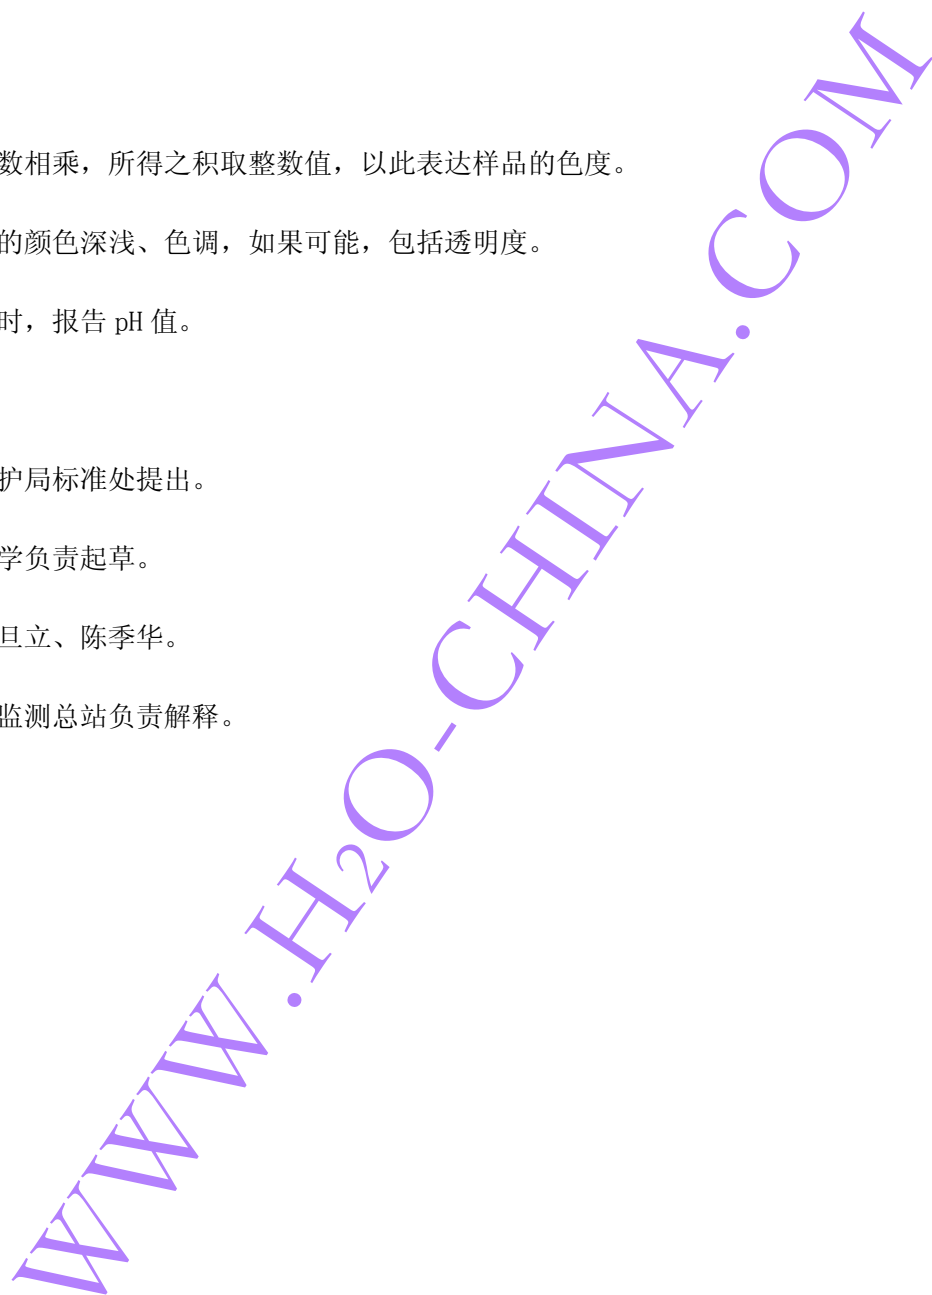 数相乘，所得之积取整数值，以此表达样品的色度。
的颜色深浅、色调，如果可能，包括透明度。
时，报告 pH 值。
护局标准处提出。
学负责起草。
旦立、陈季华。
监测总站负责解释。
WWW.H2O-CHINA.COM